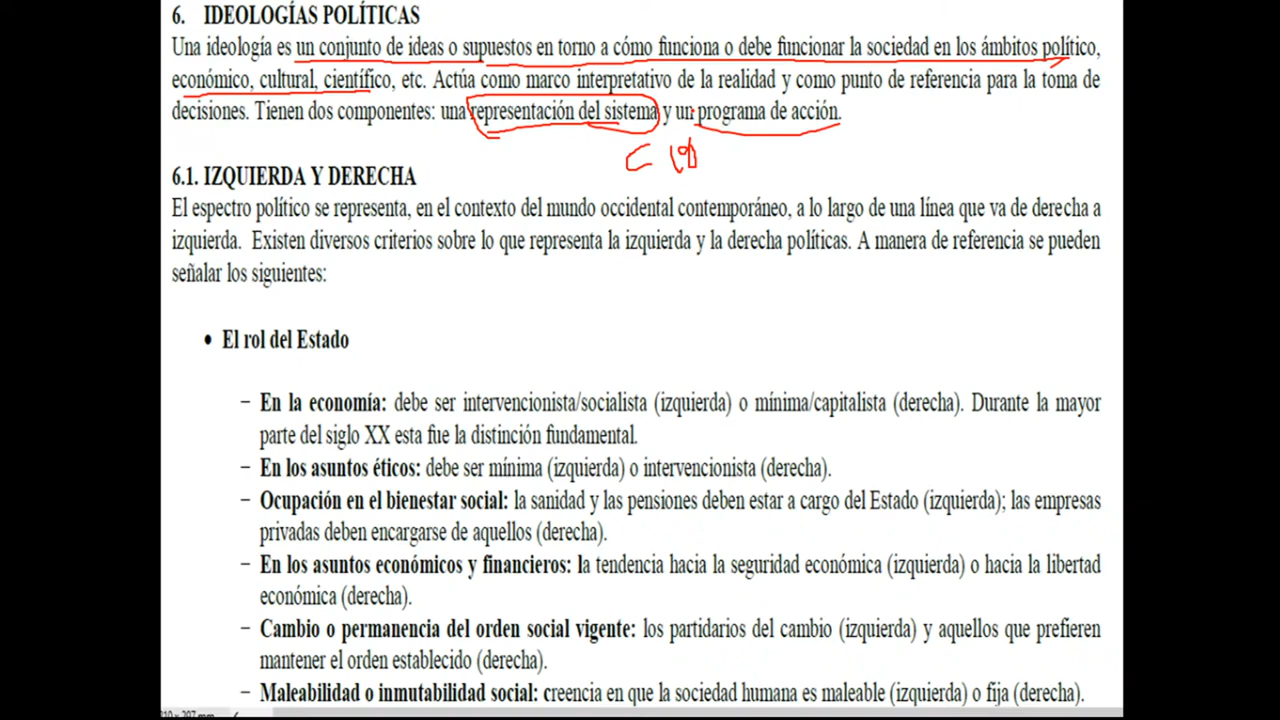 6. IDEOLOGÍAS POLÍTICAS
Una ideología es un conjunto de ideas o supuestos en torno a cómo funciona o debe funcionar la sociedad en los ámbitos político,
económico, cultural, científico, etc. Actúa como marco interpretativo de la realidad y como punto de referencia para la toma de
decisiones. Tienen dos componentes: una representación del sistema y un programa de acción.
6.1. IZQUIERDA Y DERECHA
El espectro político se representa, en el contexto del mundo occidental contemporáneo, a lo largo de una línea que va de derecha a
izquierda. Existen diversos criterios sobre lo que representa la izquierda y la derecha políticas. A manera de referencia se pueden
señalar los siguientes:
• El rol del Estado
– En la economía: debe ser intervencionista/socialista (izquierda) o mínima/capitalista (derecha). Durante la mayor
parte del siglo XX esta fue la distinción fundamental.
– En los asuntos éticos: debe ser mínima (izquierda) o intervencionista (derecha).
– Ocupación en el bienestar social: la sanidad y las pensiones deben estar a cargo del Estado (izquierda); las empresas
privadas deben encargarse de aquellos (derecha).
– En los asuntos económicos y financieros: la tendencia hacia la seguridad económica (izquierda) o hacia la libertad
económica (derecha).
– Cambio o permanencia del orden social vigente: los partidarios del cambio (izquierda) y aquellos que prefieren
mantener el orden establecido (derecha).
– Maleabilidad o inmutabilidad social: creencia en que la sociedad humana es maleable (izquierda) o fija (derecha).